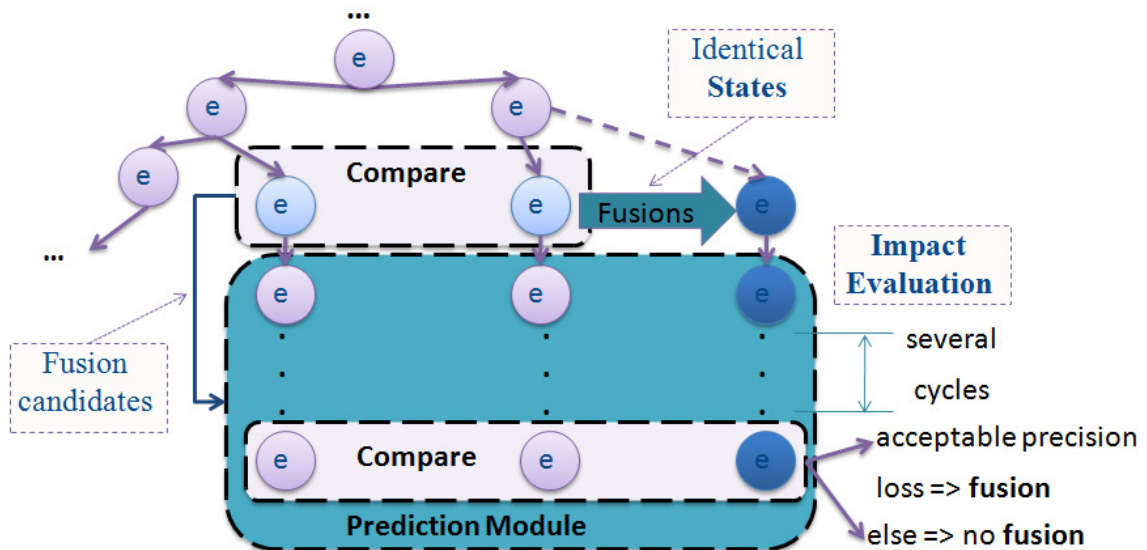 ...
e
Identical
States
e
e
e
Compare
e
e
Fusions
e
...
Impact
Evaluation
e
e
e
several
Fusion
candidates
cycles
acceptable precision
e
Compare
e
e
loss => fusion
Prediction Module
else => no fusion